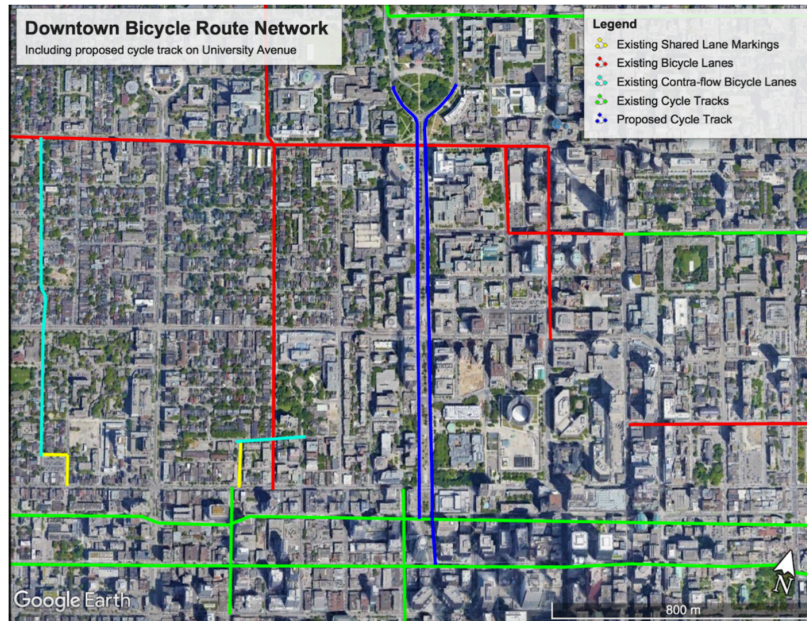 Downtown Bicycle Route Network
Including proposed cycle track on University Avenue
Legend
Existing Shared Lane Markings
Existing Bicycle Lanes
Existing Contra-flow Bicycle Lanes
Existing Cycle Tracks
Proposed Cycle Track
Google Earth
N
800 m